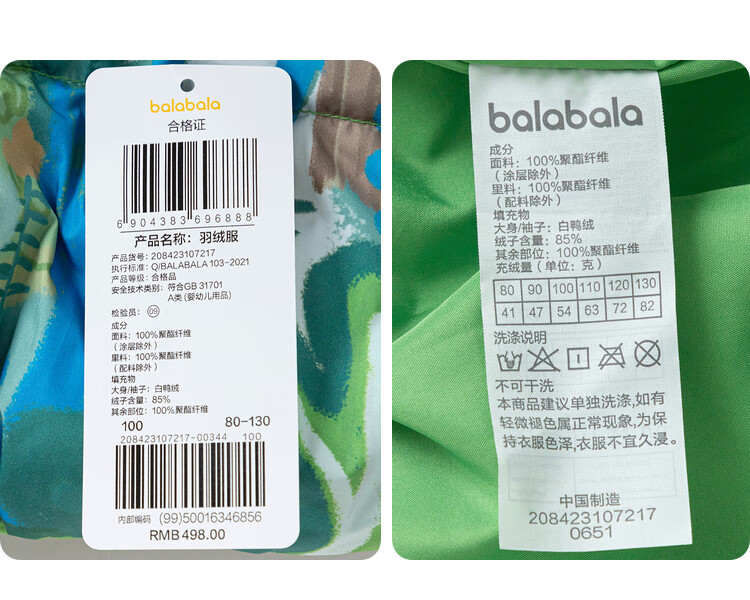 balabala
合格证
6 904383 696888
产品名称：羽绒服
产品货号：208423107217
执行标准：Q/BALABALA 103-2021
产品等级：合格品
安全技术类别：符合GB 31701
A类 (婴幼儿用品)
检验员：09
成分
面料：100%聚酯纤维
（涂层除外）
里料：100%聚酯纤维
（配料除外）
填充物
大身/袖子：白鸭绒
绒子含量：85%
其余部位：100%聚酯纤维
100 80-130
208423107217-00344 100
内部编码 (99)50016346856
RMB 498.00
balabala
成分
面料：100%聚酯纤维
（涂层除外）
里料：100%聚酯纤维
（配料除外）
填充物
大身/袖子：白鸭绒
绒子含量：85%
其余部位：100%聚酯纤维
充绒量（单位：克）
80 90 100 110 120 130
41 47 54 63 72 82
洗涤说明
不可干洗
本商品建议单独洗涤,如有
轻微褪色属正常现象,为保
持衣服色泽,衣服不宜久浸。
中国制造
208423107217
0651